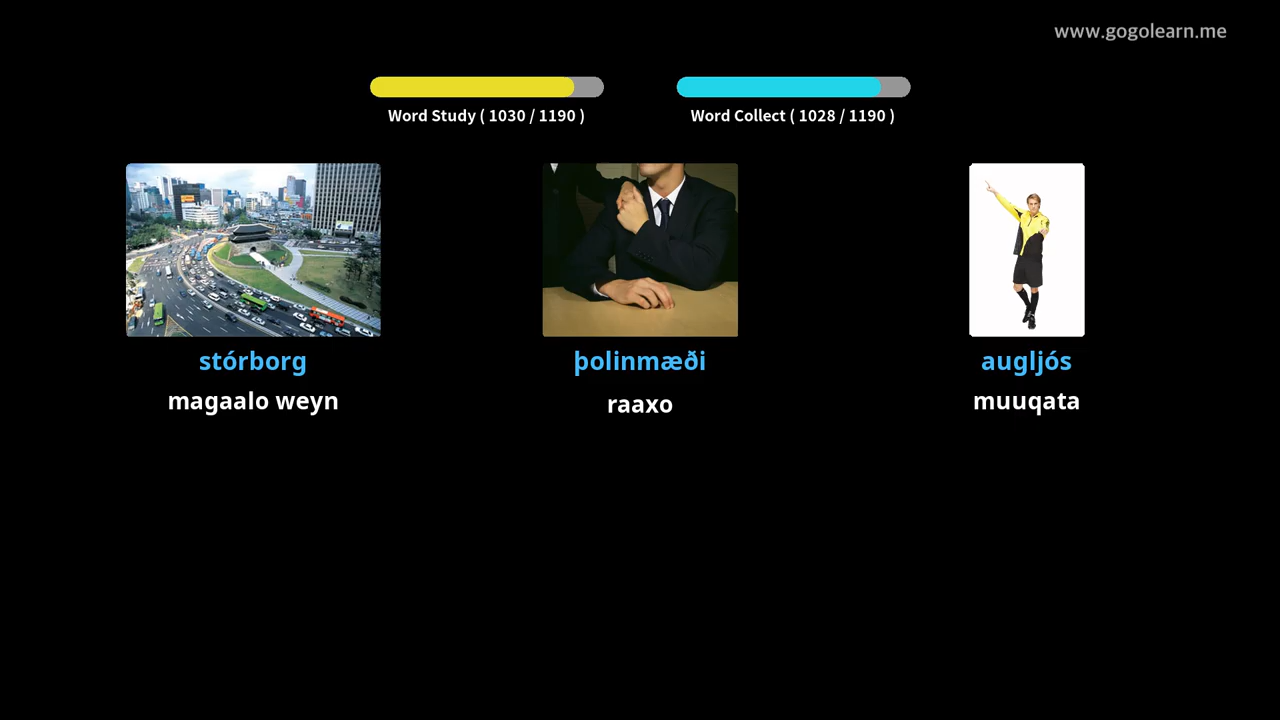 www.gogolearn.me
Word Study ( 1030 / 1190 )
Word Collect ( 1028 / 1190 )
stórborg
þolinmæði
augljós
magaalo weyn
raaxo
muuqata